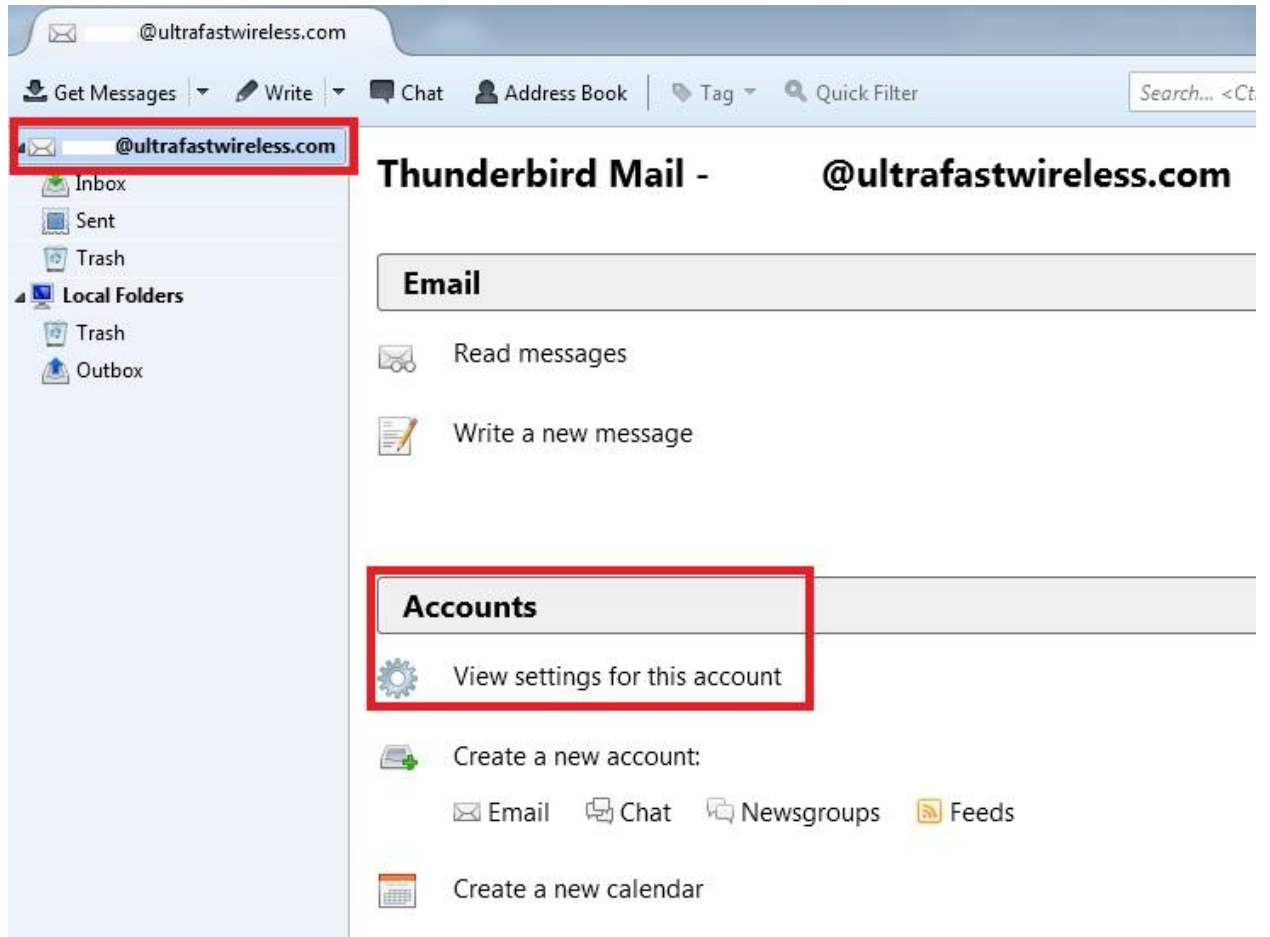 @ultrafastwireless.com
Get Messages Write Chat Address Book Tag Quick Filter Search... <Ct
@ultrafastwireless.com
Inbox
Sent
Trash
Local Folders
Trash
Outbox
Thunderbird Mail - @ultrafastwireless.com
Email
Read messages
Write a new message
Accounts
View settings for this account
Create a new account:
Email Chat Newsgroups Feeds
Create a new calendar